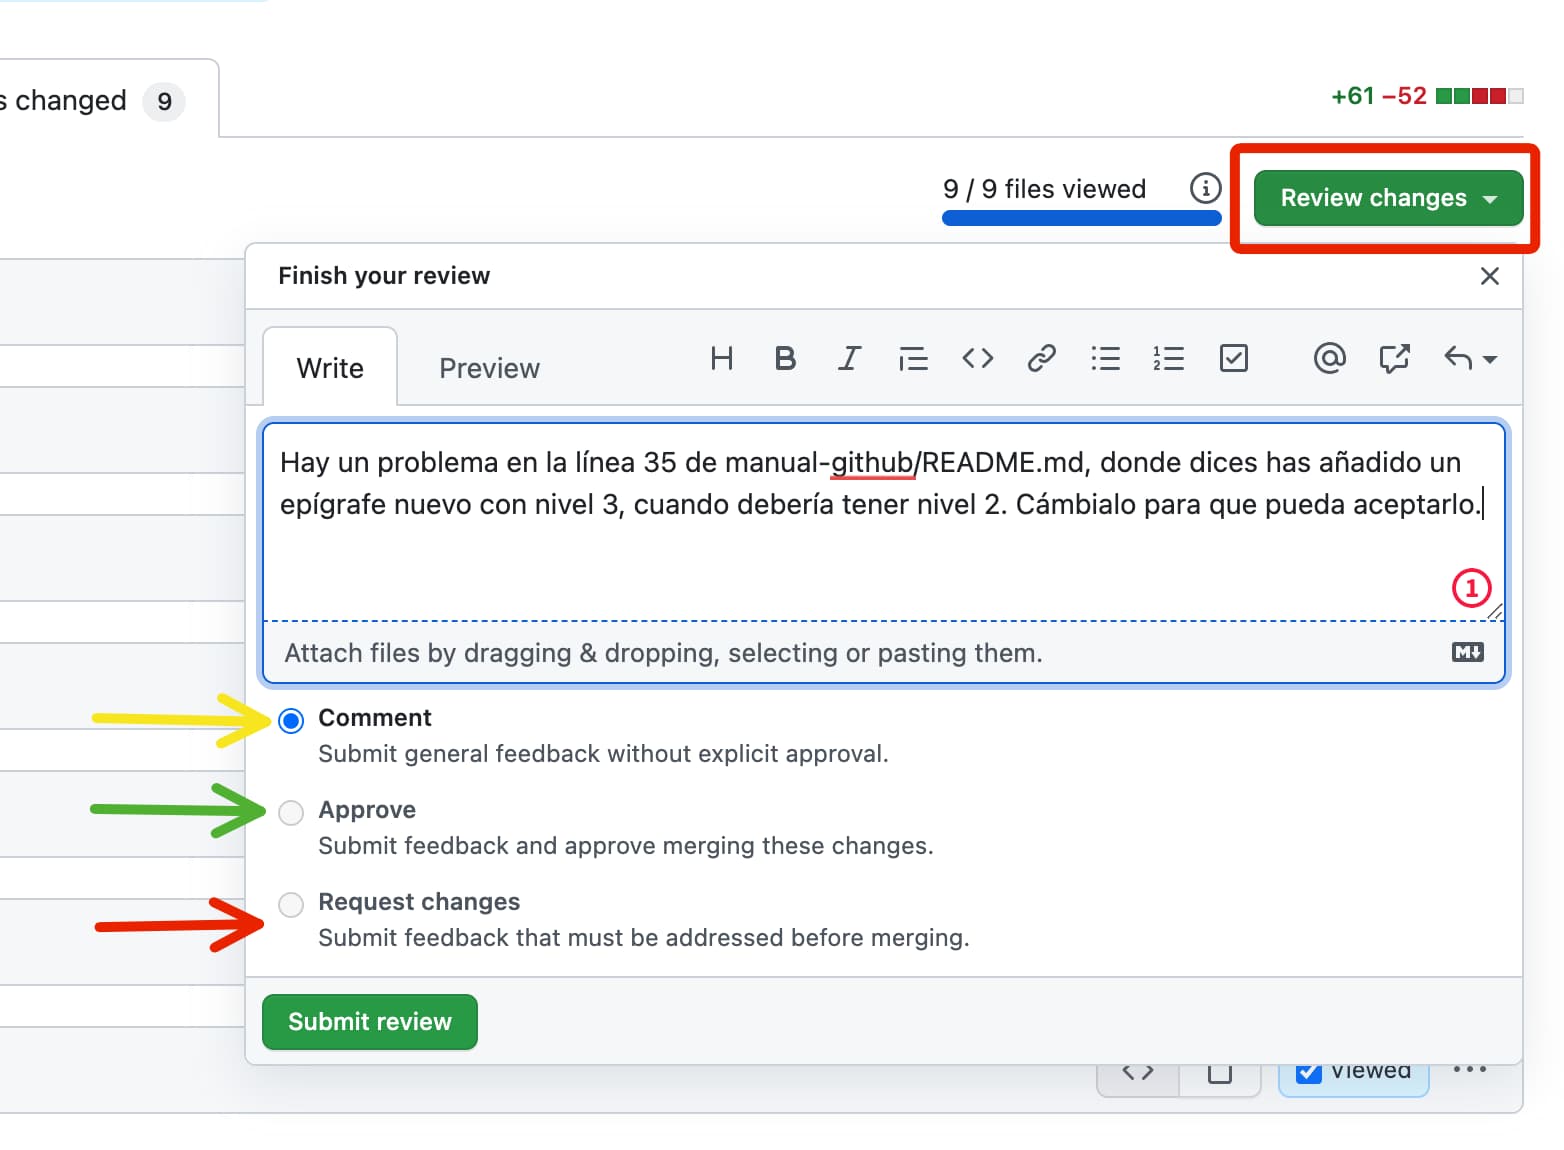 s changed 9
+61 −52
9 / 9 files viewed
Review changes
Finish your review
Write Preview
Hay un problema en la línea 35 de manual-github/README.md, donde dices has añadido un
epígrafe nuevo con nivel 3, cuando debería tener nivel 2. Cámbialo para que pueda aceptarlo.
1
Attach files by dragging & dropping, selecting or pasting them.
Comment
Submit general feedback without explicit approval.
Approve
Submit feedback and approve merging these changes.
Request changes
Submit feedback that must be addressed before merging.
Submit review
Viewed